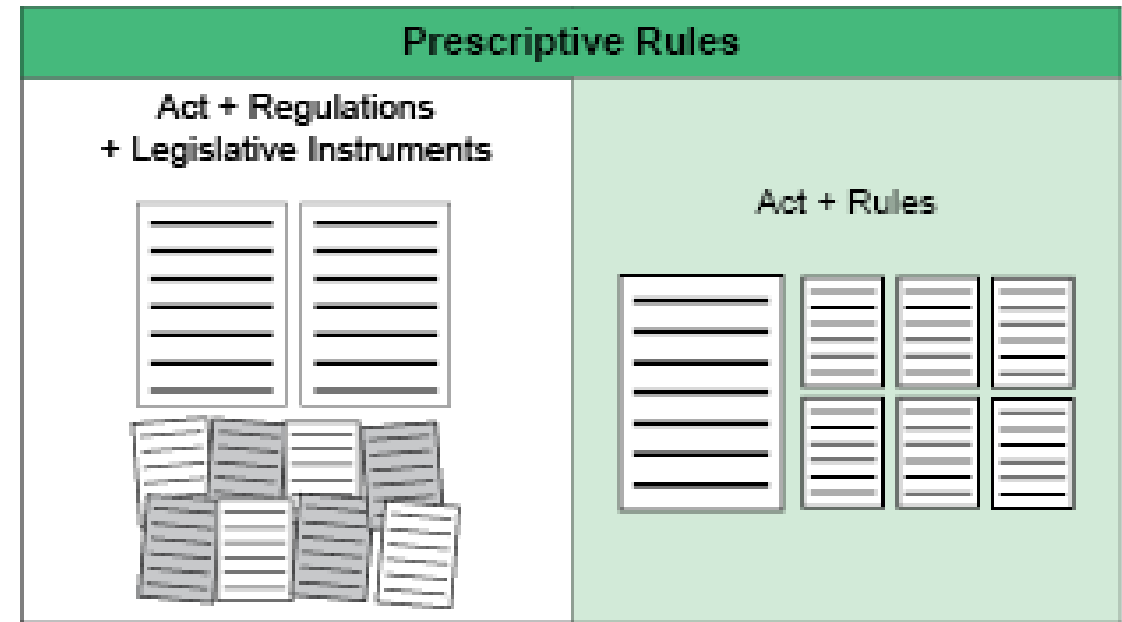 Prescriptive Rules
Act + Regulations
+ Legislative Instruments
Act + Rules